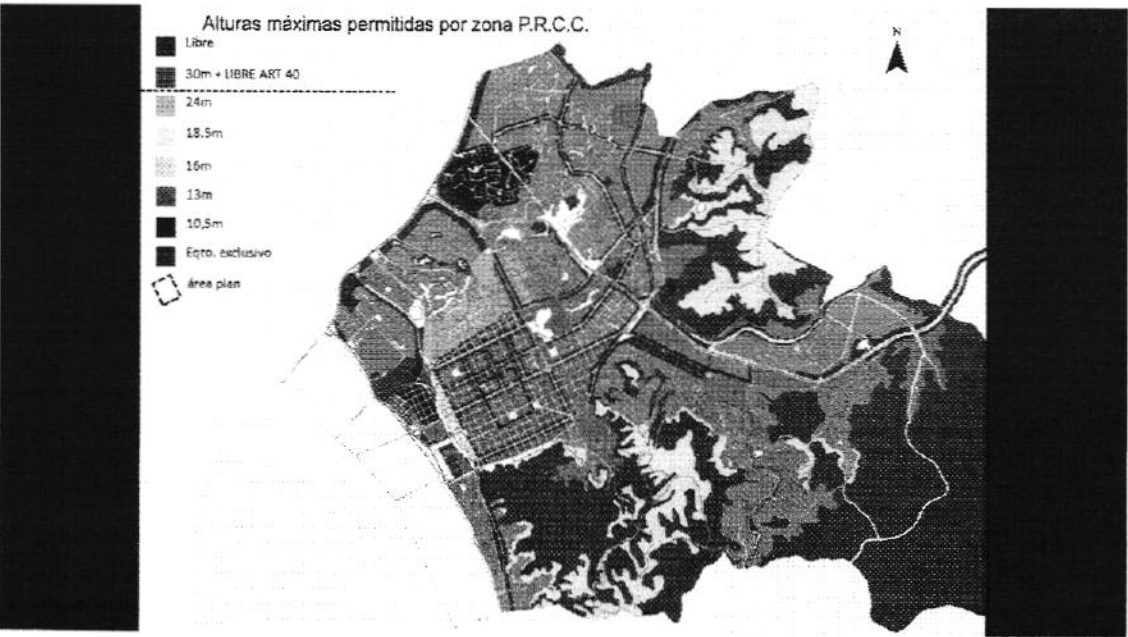 Alturas máximas permitidas por zona P.R.C.C.
N
Libre
30m + LIBRE ART 40
24m
18.5m
16m
13m
10,5m
Eqto. exclusivo
área plan